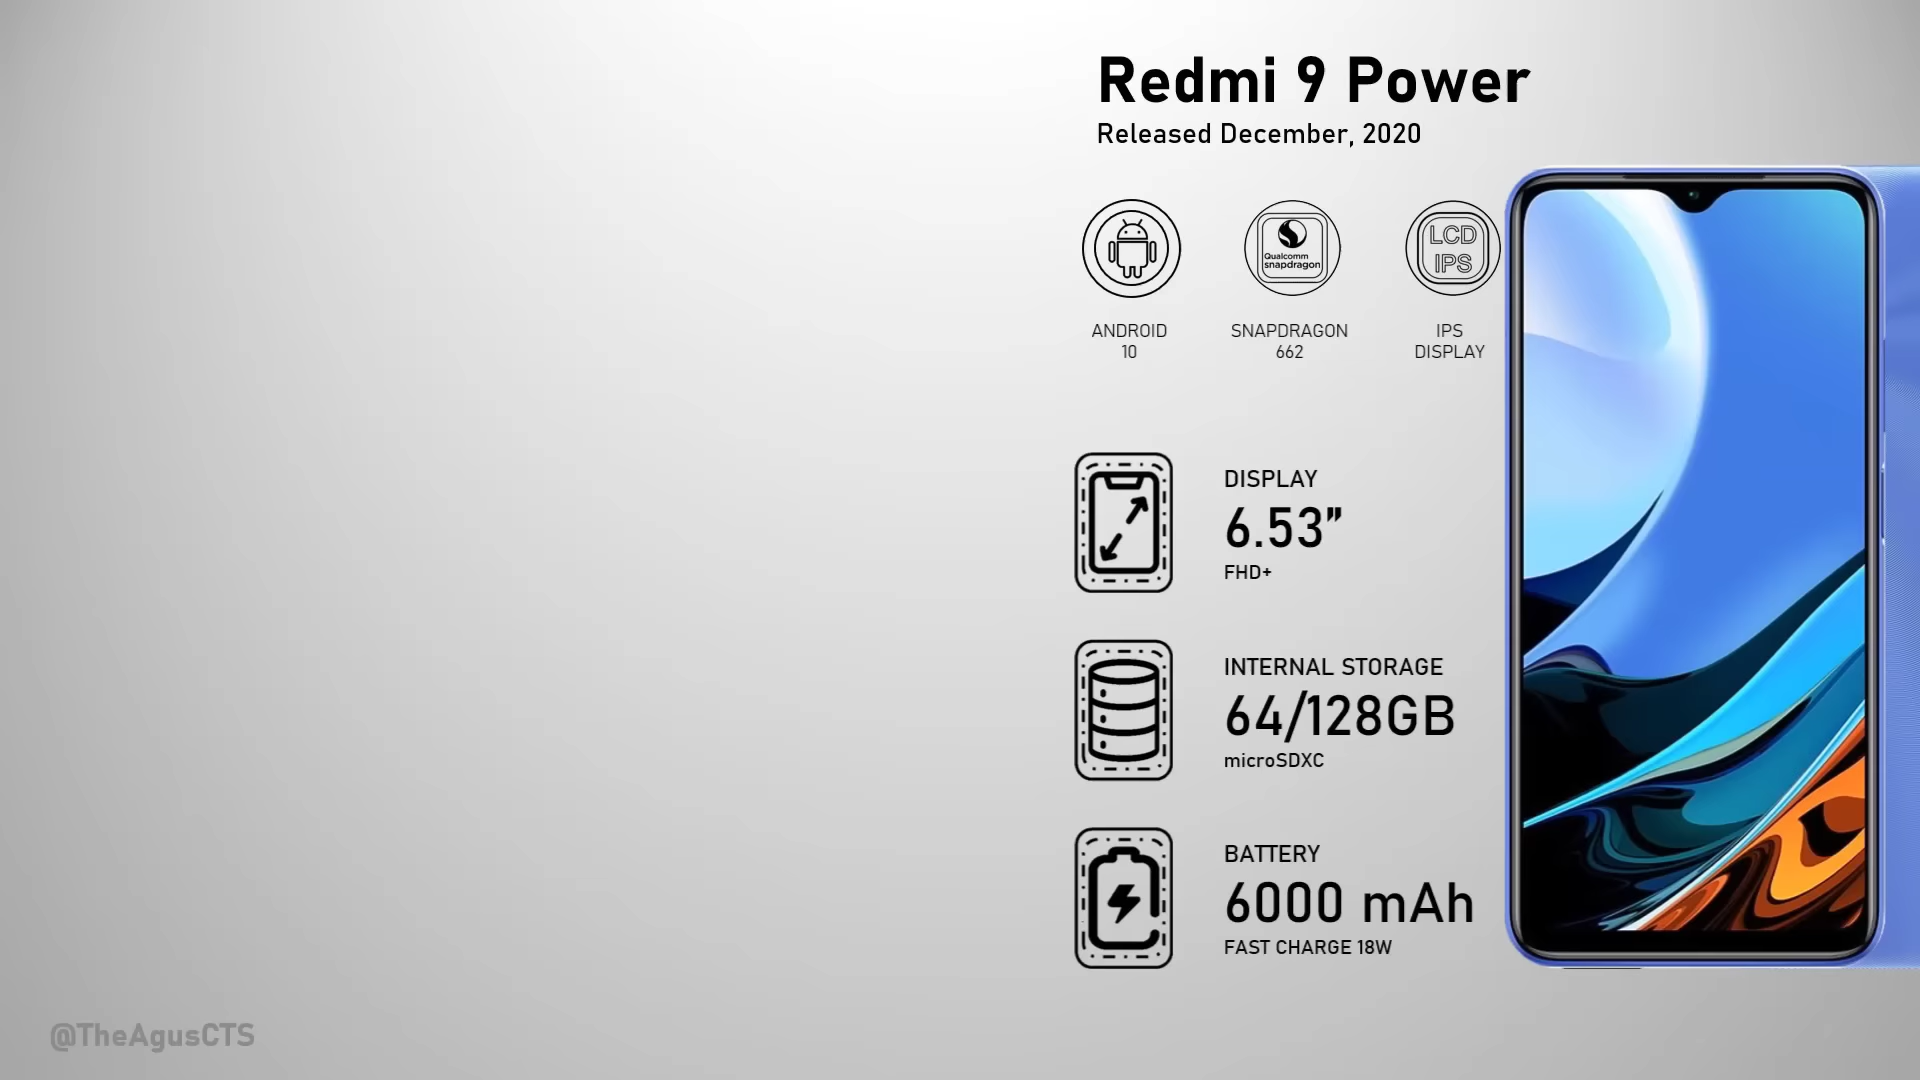 Redmi 9 Power
Released December, 2020
Qualcomm
snapdragon
LCD
IPS
ANDROID
10
SNAPDRAGON
662
IPS
DISPLAY
DISPLAY
6.53”
FHD+
INTERNAL STORAGE
64/128GB
microSDXC
BATTERY
6000 mAh
FAST CHARGE 18W
@TheAgusCTS